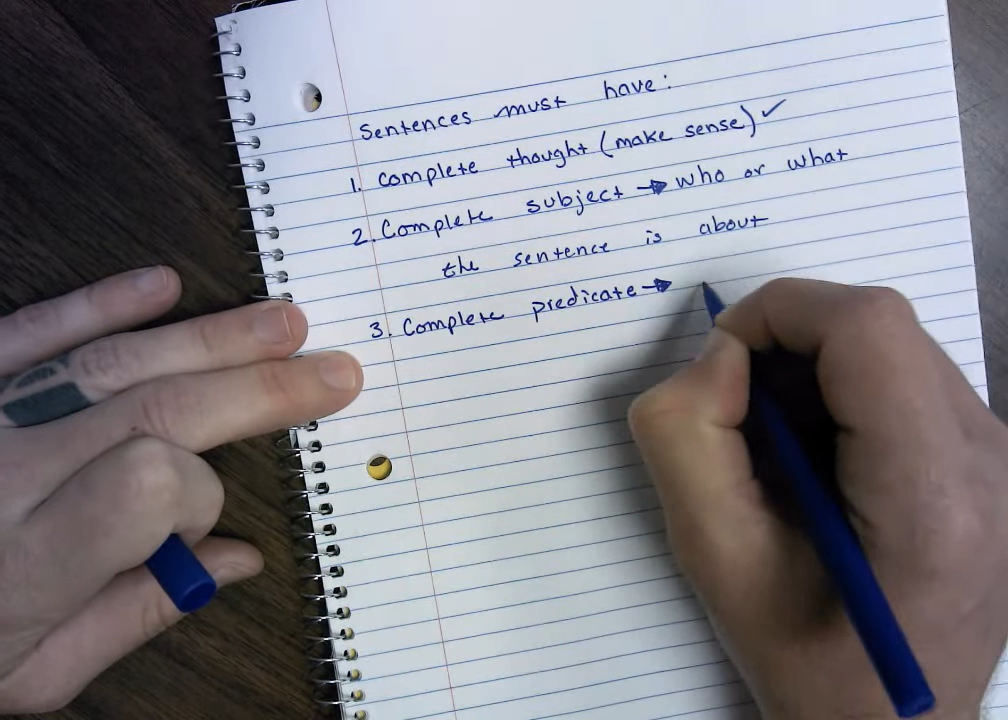 Sentences must have:
1. Complete thought (make sense) ✓
2. Complete subject → who or what
the sentence is about
3. Complete predicate →